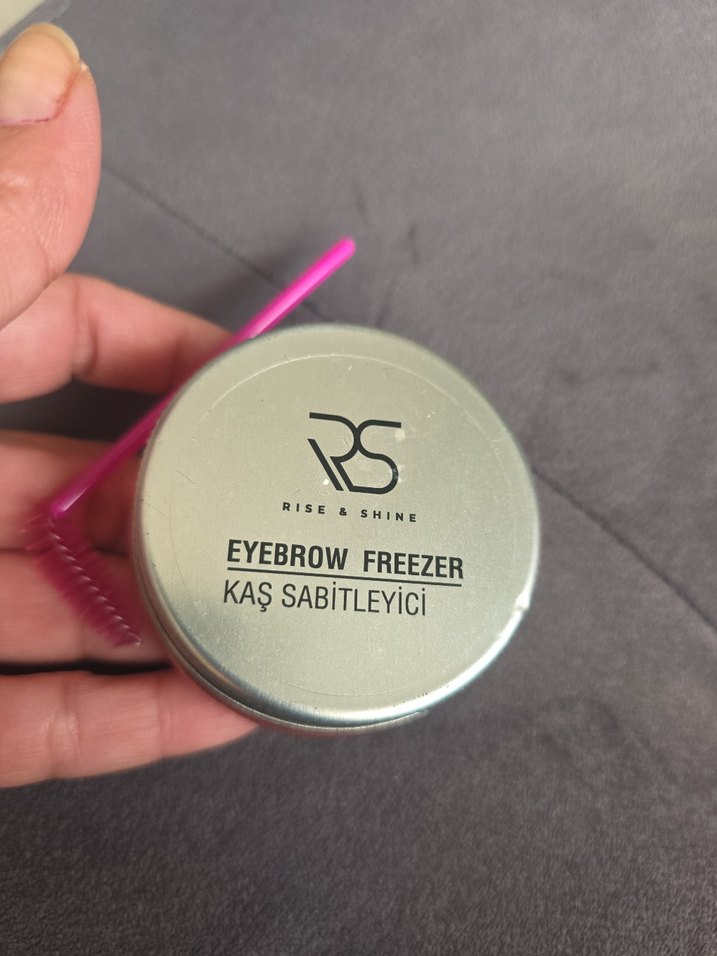 RS
RISE & SHINE
EYEBROW FREEZER
KAŞ SABİTLEYİCİ